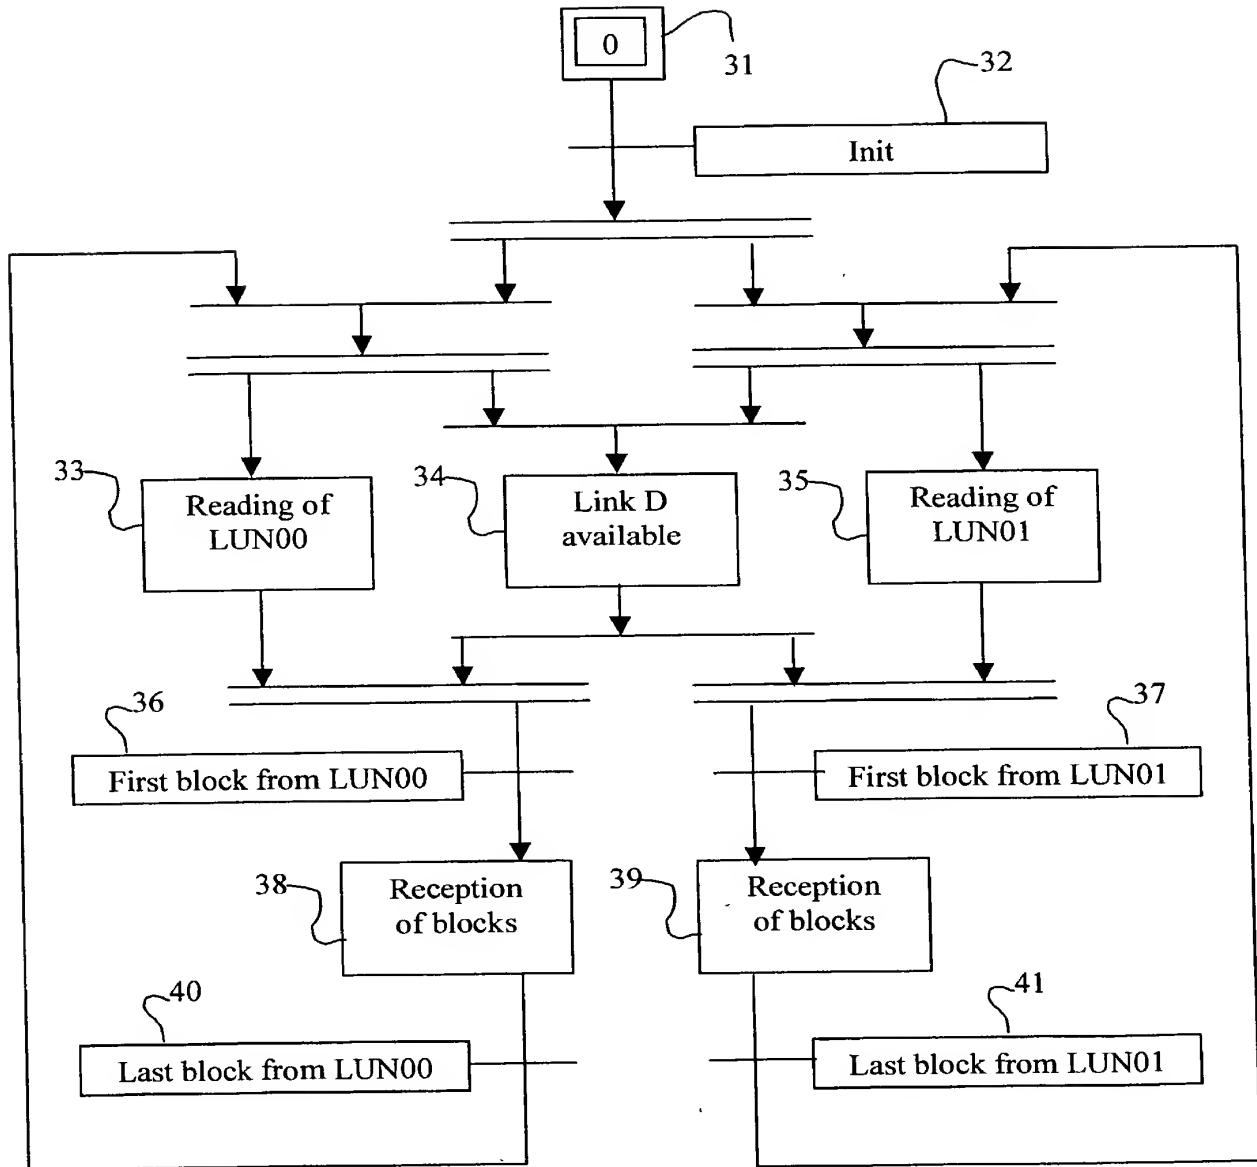 0
31
32
Init
33
Reading of
LUN00
34
Link D
available
35
Reading of
LUN01
36
First block from LUN00
37
First block from LUN01
38
Reception
of blocks
39
Reception
of blocks
40
Last block from LUN00
41
Last block from LUN01